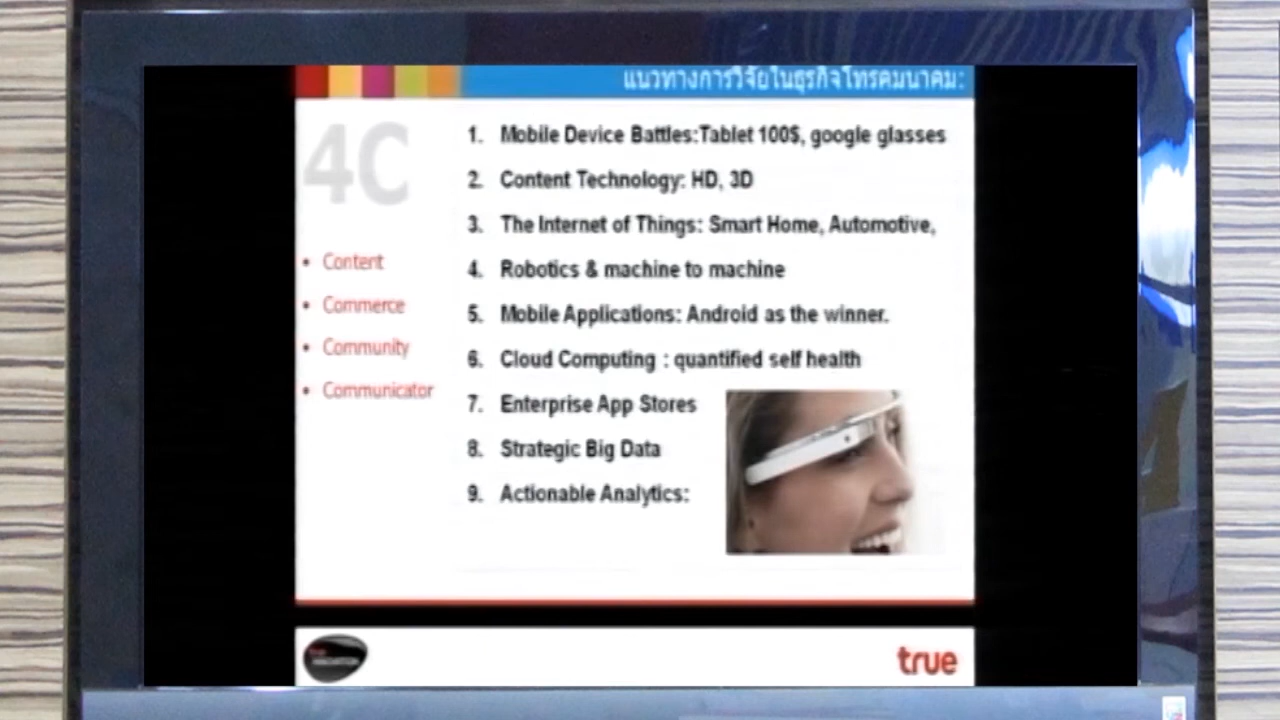 แนวทางการวิจัยในธุรกิจโทรคมนาคม:
4C
• Content
• Commerce
• Community
• Communicator
1. Mobile Device Battles:Tablet 100$, google glasses
2. Content Technology: HD, 3D
3. The Internet of Things: Smart Home, Automotive,
4. Robotics & machine to machine
5. Mobile Applications: Android as the winner.
6. Cloud Computing : quantified self health
7. Enterprise App Stores
8. Strategic Big Data
9. Actionable Analytics:
true